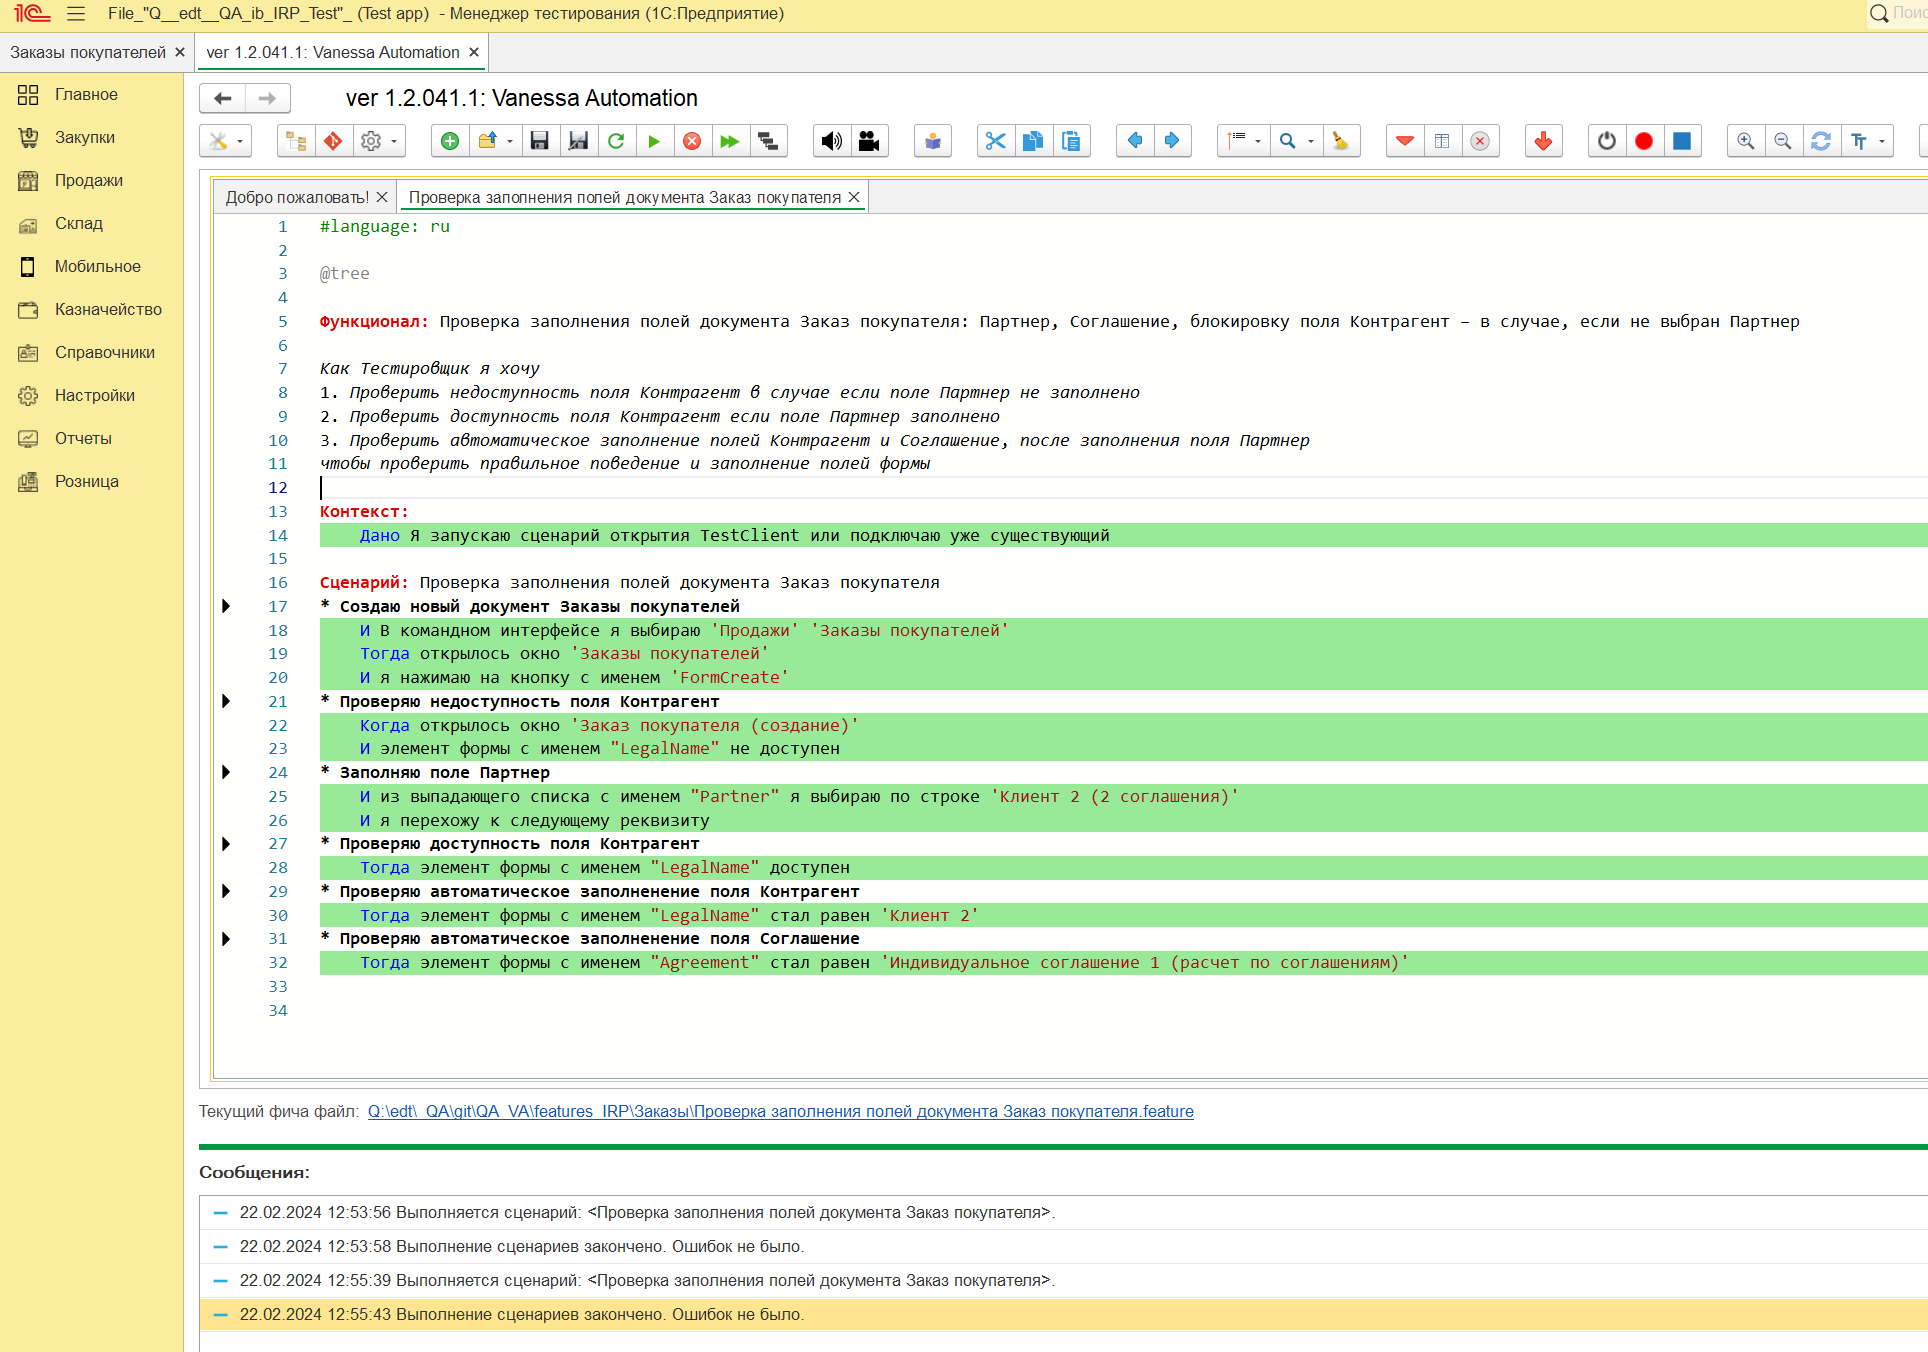 File_"Q__edt__QA_ib_IRP_Test"_ (Test app) - Менеджер тестирования (1С:Предприятие)
Заказы покупателей
ver 1.2.041.1: Vanessa Automation
Главное
Закупки
Продажи
Склад
Мобильное
Казначейство
Справочники
Настройки
Отчеты
Розница
ver 1.2.041.1: Vanessa Automation
Добро пожаловать!
Проверка заполнения полей документа Заказ покупателя
1 #language: ru
2
3 @tree
4
5 Функционал: Проверка заполнения полей документа Заказ покупателя: Партнер, Соглашение, блокировку поля Контрагент – в случае, если не выбран Партнер
6
7 Как Тестировщик я хочу
8 1. Проверить недоступность поля Контрагент в случае если поле Партнер не заполнено
9 2. Проверить доступность поля Контрагент если поле Партнер заполнено
10 3. Проверить автоматическое заполнение полей Контрагент и Соглашение, после заполнения поля Партнер
11 чтобы проверить правильное поведение и заполнение полей формы
12
13 Контекст:
14 Дано Я запускаю сценарий открытия TestClient или подключаю уже существующий
15
16 Сценарий: Проверка заполнения полей документа Заказ покупателя
17 * Создаю новый документ Заказы покупателей
18 И В командном интерфейсе я выбираю 'Продажи' 'Заказы покупателей'
19 Тогда открылось окно 'Заказы покупателей'
20 И я нажимаю на кнопку с именем 'FormCreate'
21 * Проверяю недоступность поля Контрагент
22 Когда открылось окно 'Заказ покупателя (создание)'
23 И элемент формы с именем "LegalName" не доступен
24 * Заполняю поле Партнер
25 И из выпадающего списка с именем "Partner" я выбираю по строке 'Клиент 2 (2 соглашения)'
26 И я перехожу к следующему реквизиту
27 * Проверяю доступность поля Контрагент
28 Тогда элемент формы с именем "LegalName" доступен
29 * Проверяю автоматическое заполненение поля Контрагент
30 Тогда элемент формы с именем "LegalName" стал равен 'Клиент 2'
31 * Проверяю автоматическое заполненение поля Соглашение
32 Тогда элемент формы с именем "Agreement" стал равен 'Индивидуальное соглашение 1 (расчет по соглашениям)'
33
34
Текущий фича файл: Q:\edt\_QA\git\QA_VA\features_IRP\Заказы\Проверка заполнения полей документа Заказ покупателя.feature
Сообщения:
22.02.2024 12:53:56 Выполняется сценарий: <Проверка заполнения полей документа Заказ покупателя>.
22.02.2024 12:53:58 Выполнение сценариев закончено. Ошибок не было.
22.02.2024 12:55:39 Выполняется сценарий: <Проверка заполнения полей документа Заказ покупателя>.
22.02.2024 12:55:43 Выполнение сценариев закончено. Ошибок не было.